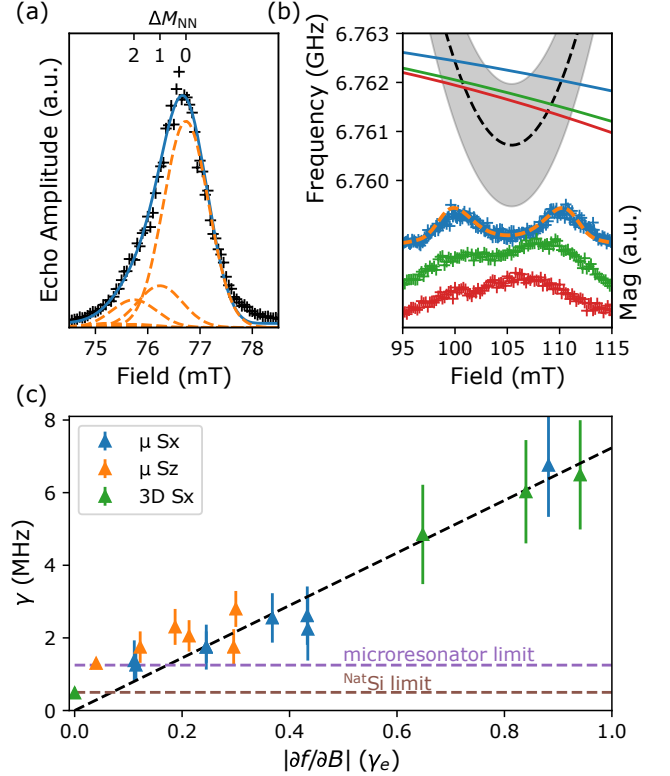 (a)
ΔM_NN
2 1 0
Echo Amplitude (a.u.)
75 76 77 78
Field (mT)
(b)
Frequency (GHz)
6.763
6.762
6.761
6.760
Mag (a.u.)
95 100 105 110 115
Field (mT)
(c)
γ (MHz)
8
6
4
2
0
μ Sx
μ Sz
3D Sx
microresonator limit
ᴺᵃᵗSi limit
0.0 0.2 0.4 0.6 0.8 1.0
|∂f/∂B| (γₑ)